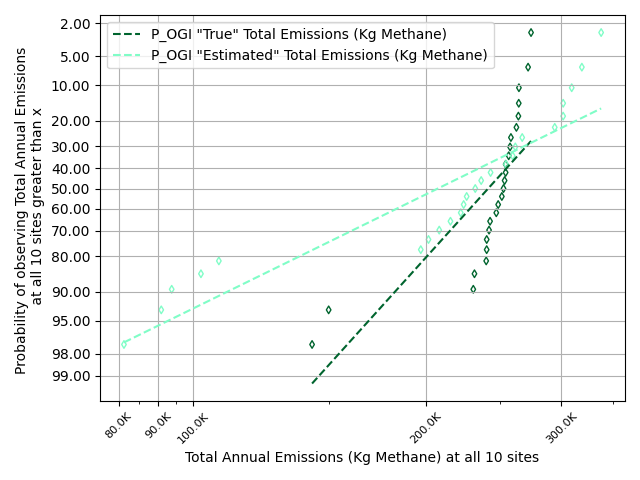 P_OGI "True" Total Emissions (Kg Methane)
P_OGI "Estimated" Total Emissions (Kg Methane)
Probability of observing Total Annual Emissions
at all 10 sites greater than x
2.00
5.00
10.00
20.00
30.00
40.00
50.00
60.00
70.00
80.00
90.00
95.00
98.00
99.00
80.0K
90.0K
100.0K
200.0K
300.0K
Total Annual Emissions (Kg Methane) at all 10 sites